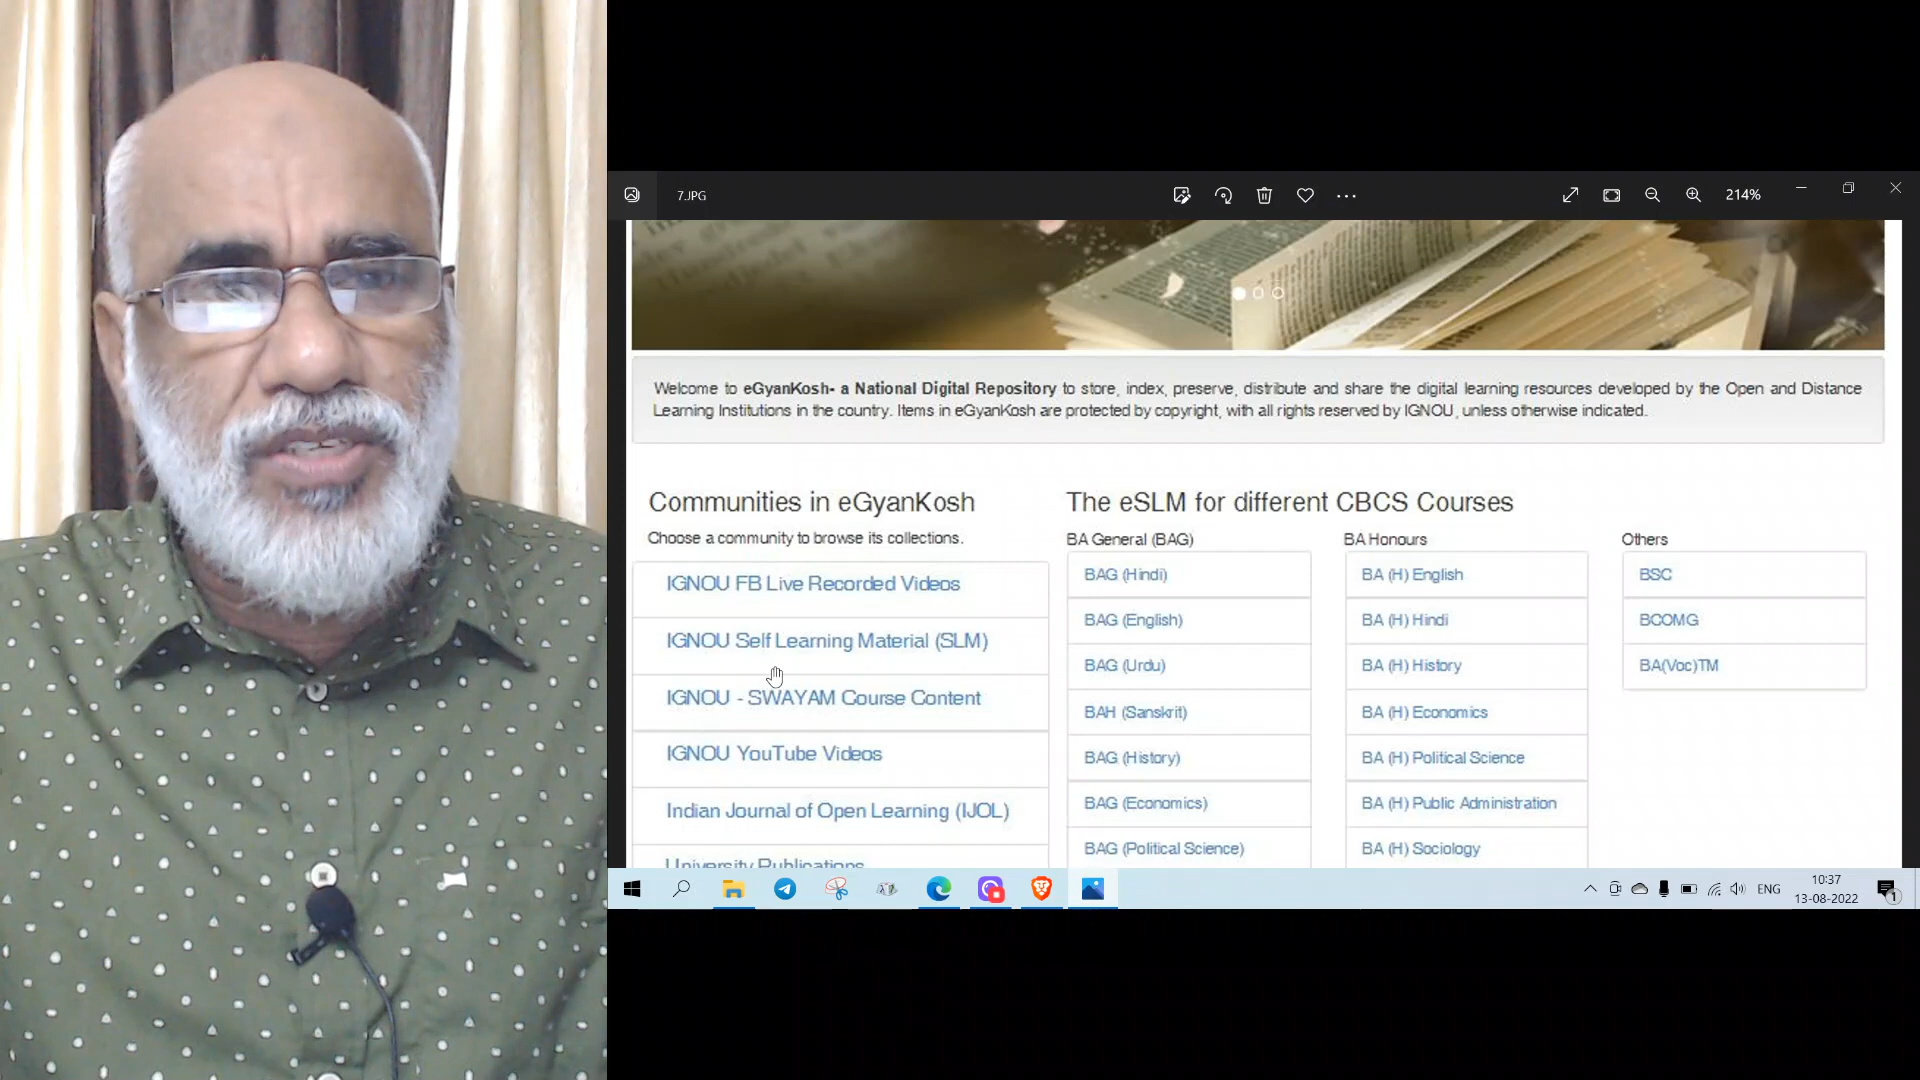 7.JPG
214%
Welcome to eGyanKosh- a National Digital Repository to store, index, preserve, distribute and share the digital learning resources developed by the Open and Distance
Learning Institutions in the country. Items in eGyanKosh are protected by copyright, with all rights reserved by IGNOU, unless otherwise indicated.
Communities in eGyanKosh
Choose a community to browse its collections.
IGNOU FB Live Recorded Videos
IGNOU Self Learning Material (SLM)
IGNOU - SWAYAM Course Content
IGNOU YouTube Videos
Indian Journal of Open Learning (IJOL)
University Publications
The eSLM for different CBCS Courses
BA General (BAG)
BAG (Hindi)
BAG (English)
BAG (Urdu)
BAH (Sanskrit)
BAG (History)
BAG (Economics)
BAG (Political Science)
BA Honours
BA (H) English
BA (H) Hindi
BA (H) History
BA (H) Economics
BA (H) Political Science
BA (H) Public Administration
BA (H) Sociology
Others
BSC
BCOMG
BA(Voc)TM
ENG
10:37
13-08-2022
1